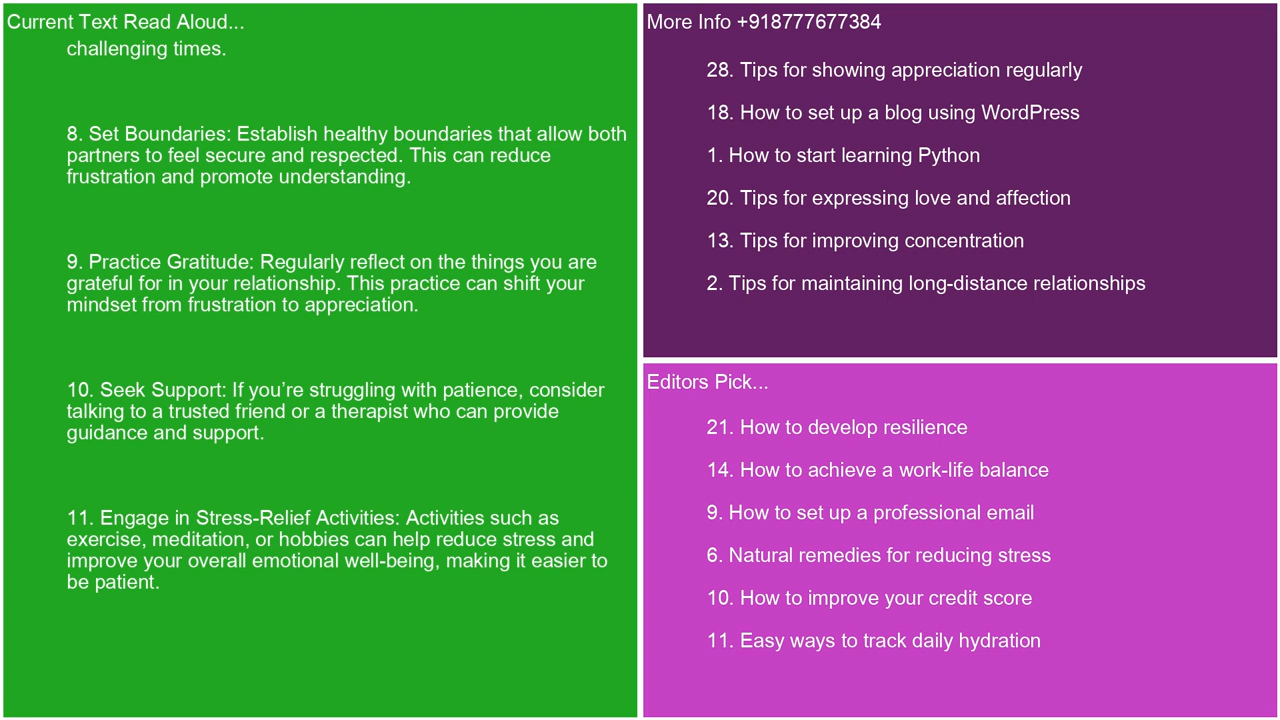 Current Text Read Aloud...
challenging times.
8. Set Boundaries: Establish healthy boundaries that allow both
partners to feel secure and respected. This can reduce
frustration and promote understanding.
9. Practice Gratitude: Regularly reflect on the things you are
grateful for in your relationship. This practice can shift your
mindset from frustration to appreciation.
10. Seek Support: If you’re struggling with patience, consider
talking to a trusted friend or a therapist who can provide
guidance and support.
11. Engage in Stress-Relief Activities: Activities such as
exercise, meditation, or hobbies can help reduce stress and
improve your overall emotional well-being, making it easier to
be patient.
More Info +918777677384
28. Tips for showing appreciation regularly
18. How to set up a blog using WordPress
1. How to start learning Python
20. Tips for expressing love and affection
13. Tips for improving concentration
2. Tips for maintaining long-distance relationships
Editors Pick...
21. How to develop resilience
14. How to achieve a work-life balance
9. How to set up a professional email
6. Natural remedies for reducing stress
10. How to improve your credit score
11. Easy ways to track daily hydration